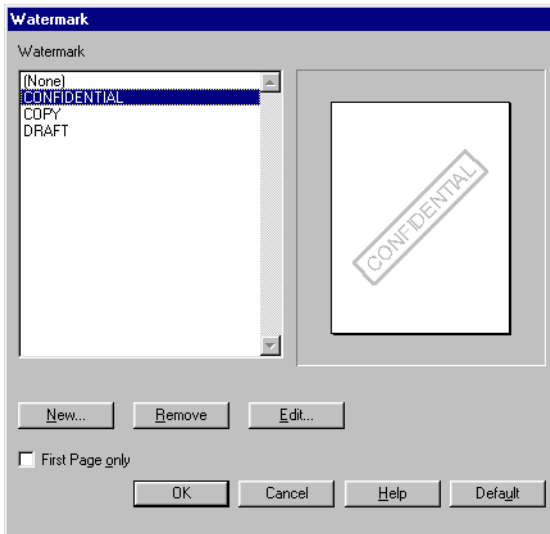 Watermark
Watermark
(None)
CONFIDENTIAL
COPY
DRAFT
CONFIDENTIAL
New... Remove Edit...
First Page only
OK Cancel Help Default